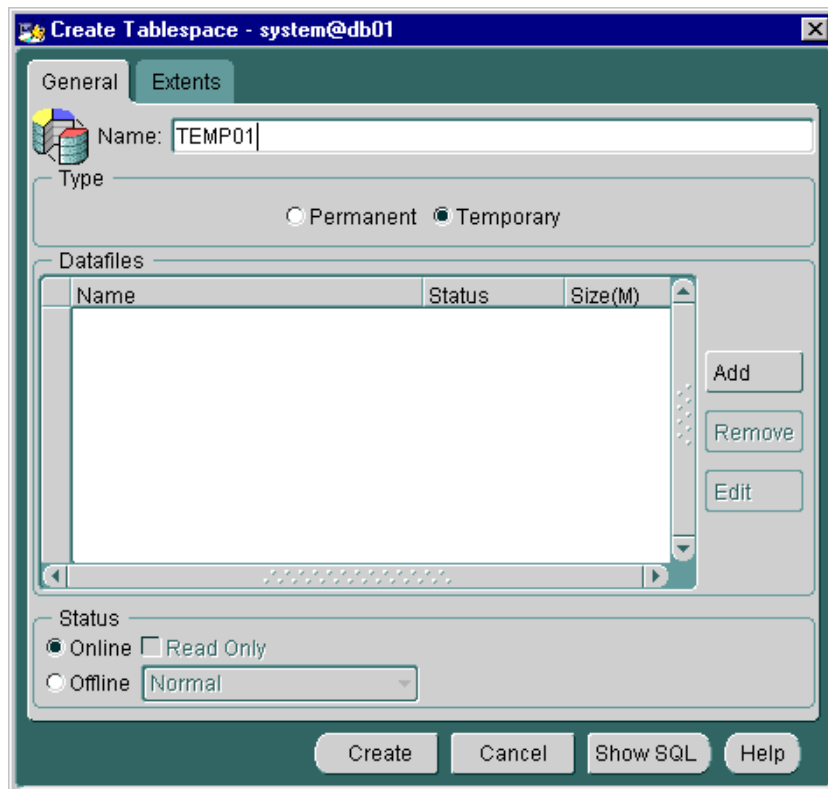 Create Tablespace - system@db01
General Extents
Name: TEMP01
Type
Permanent Temporary
Datafiles
Name Status Size(M)
Add
Remove
Edit
Status
Online Read Only
Offline Normal
Create Cancel Show SQL Help